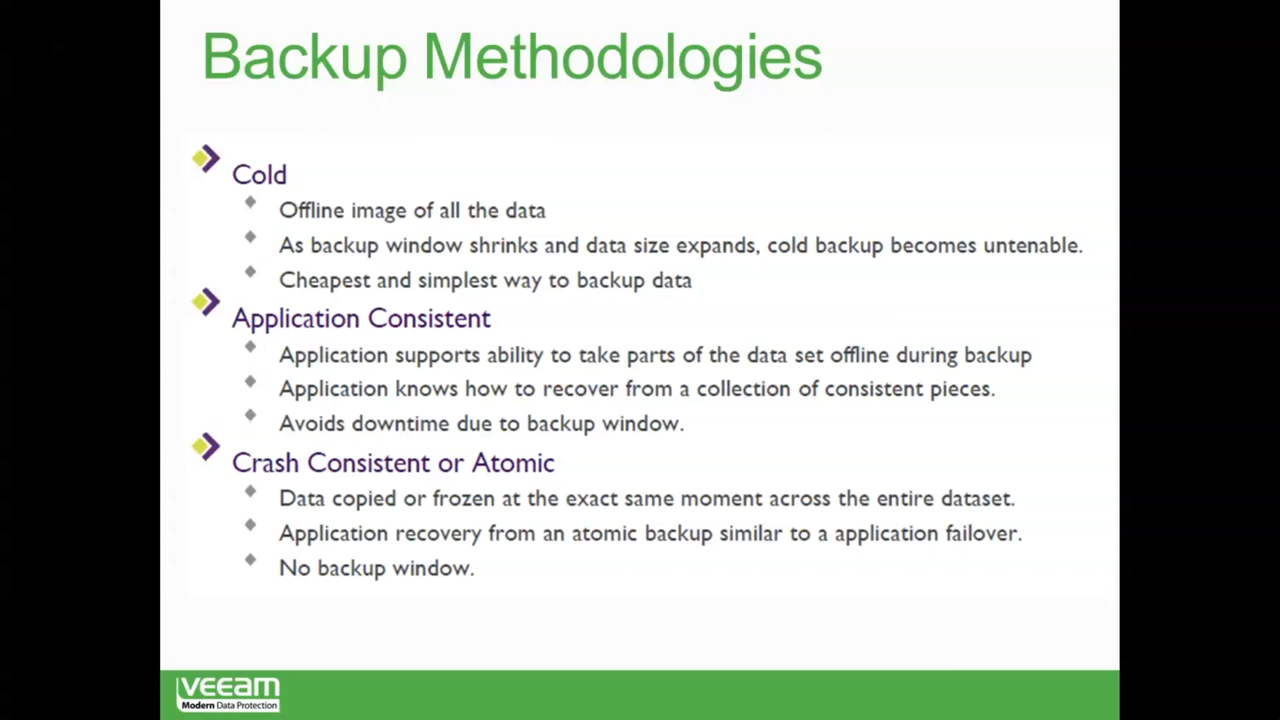 Backup Methodologies
Cold
Offline image of all the data
As backup window shrinks and data size expands, cold backup becomes untenable.
Cheapest and simplest way to backup data
Application Consistent
Application supports ability to take parts of the data set offline during backup
Application knows how to recover from a collection of consistent pieces.
Avoids downtime due to backup window.
Crash Consistent or Atomic
Data copied or frozen at the exact same moment across the entire dataset.
Application recovery from an atomic backup similar to a application failover.
No backup window.
veeam
Modern Data Protection